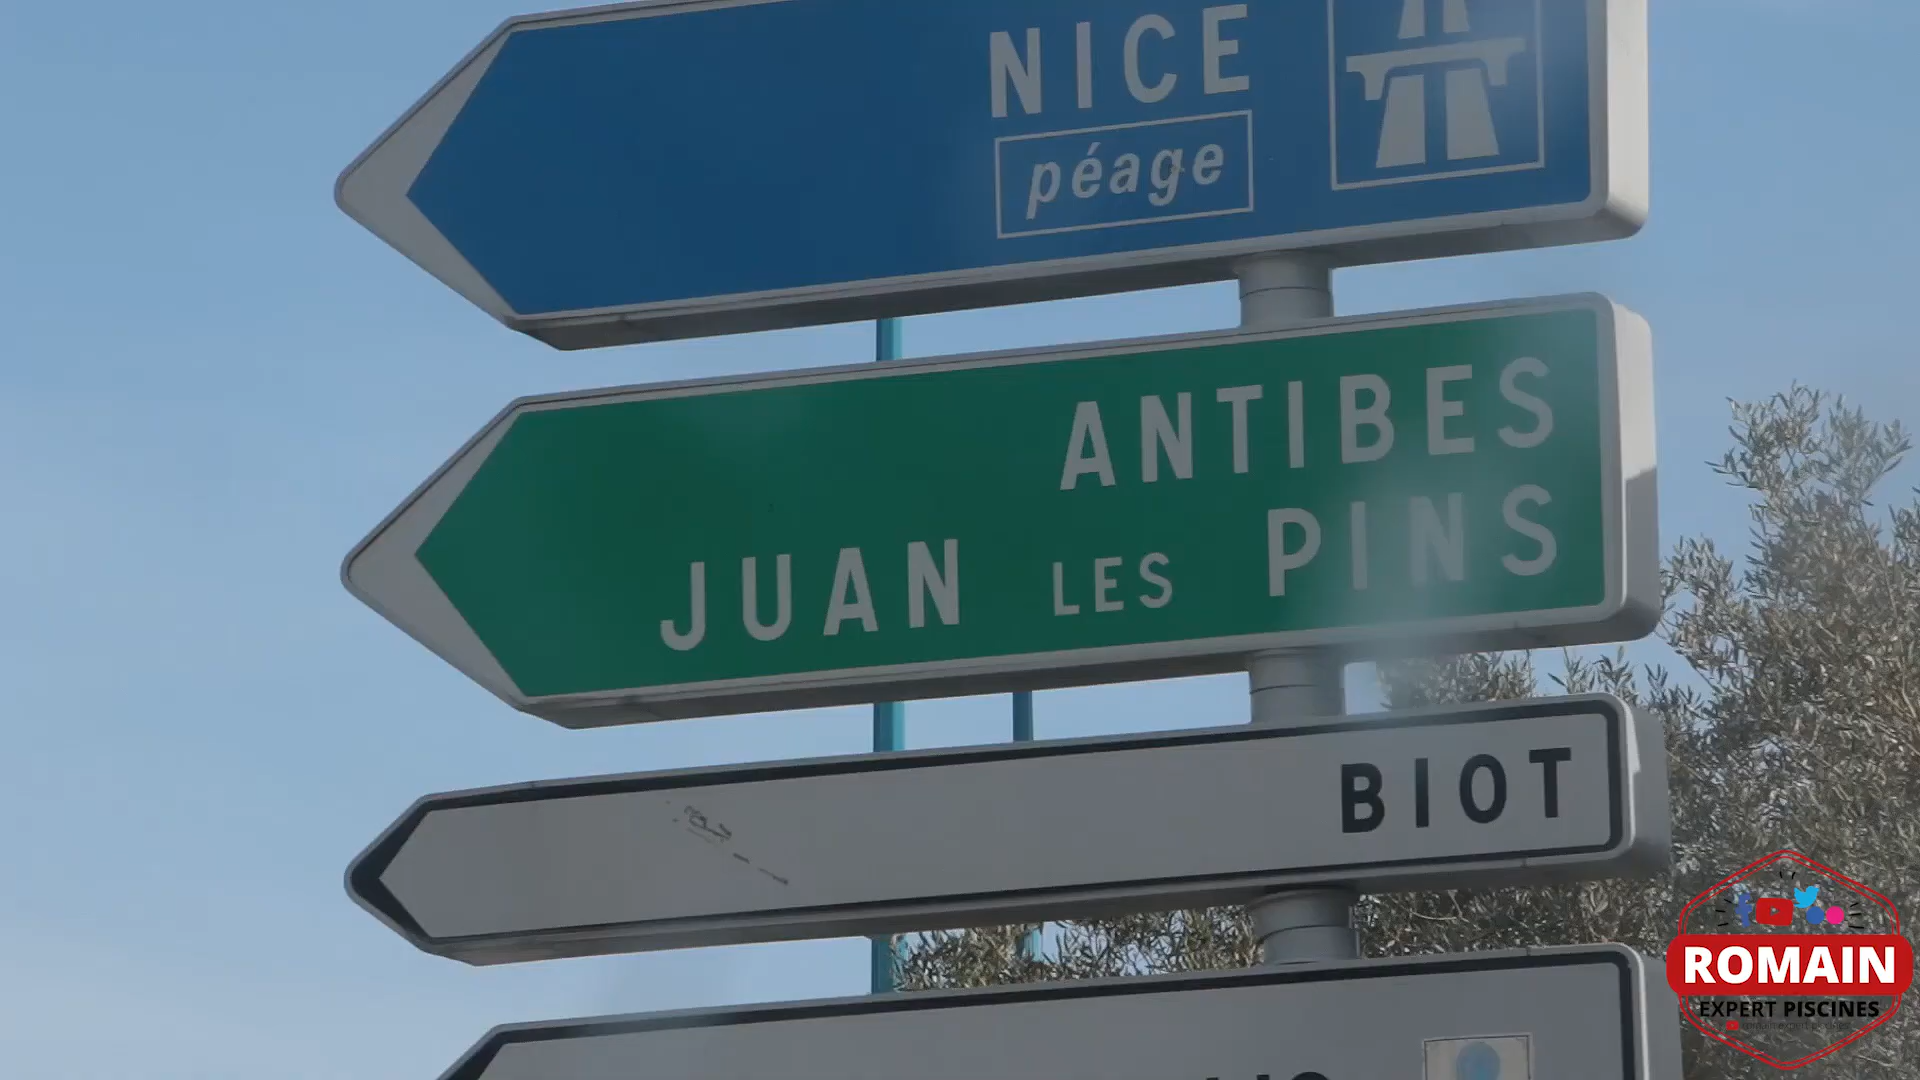 NICE
péage
ANTIBES
JUAN LES PINS
BIOT
ROMAIN
EXPERT PISCINES